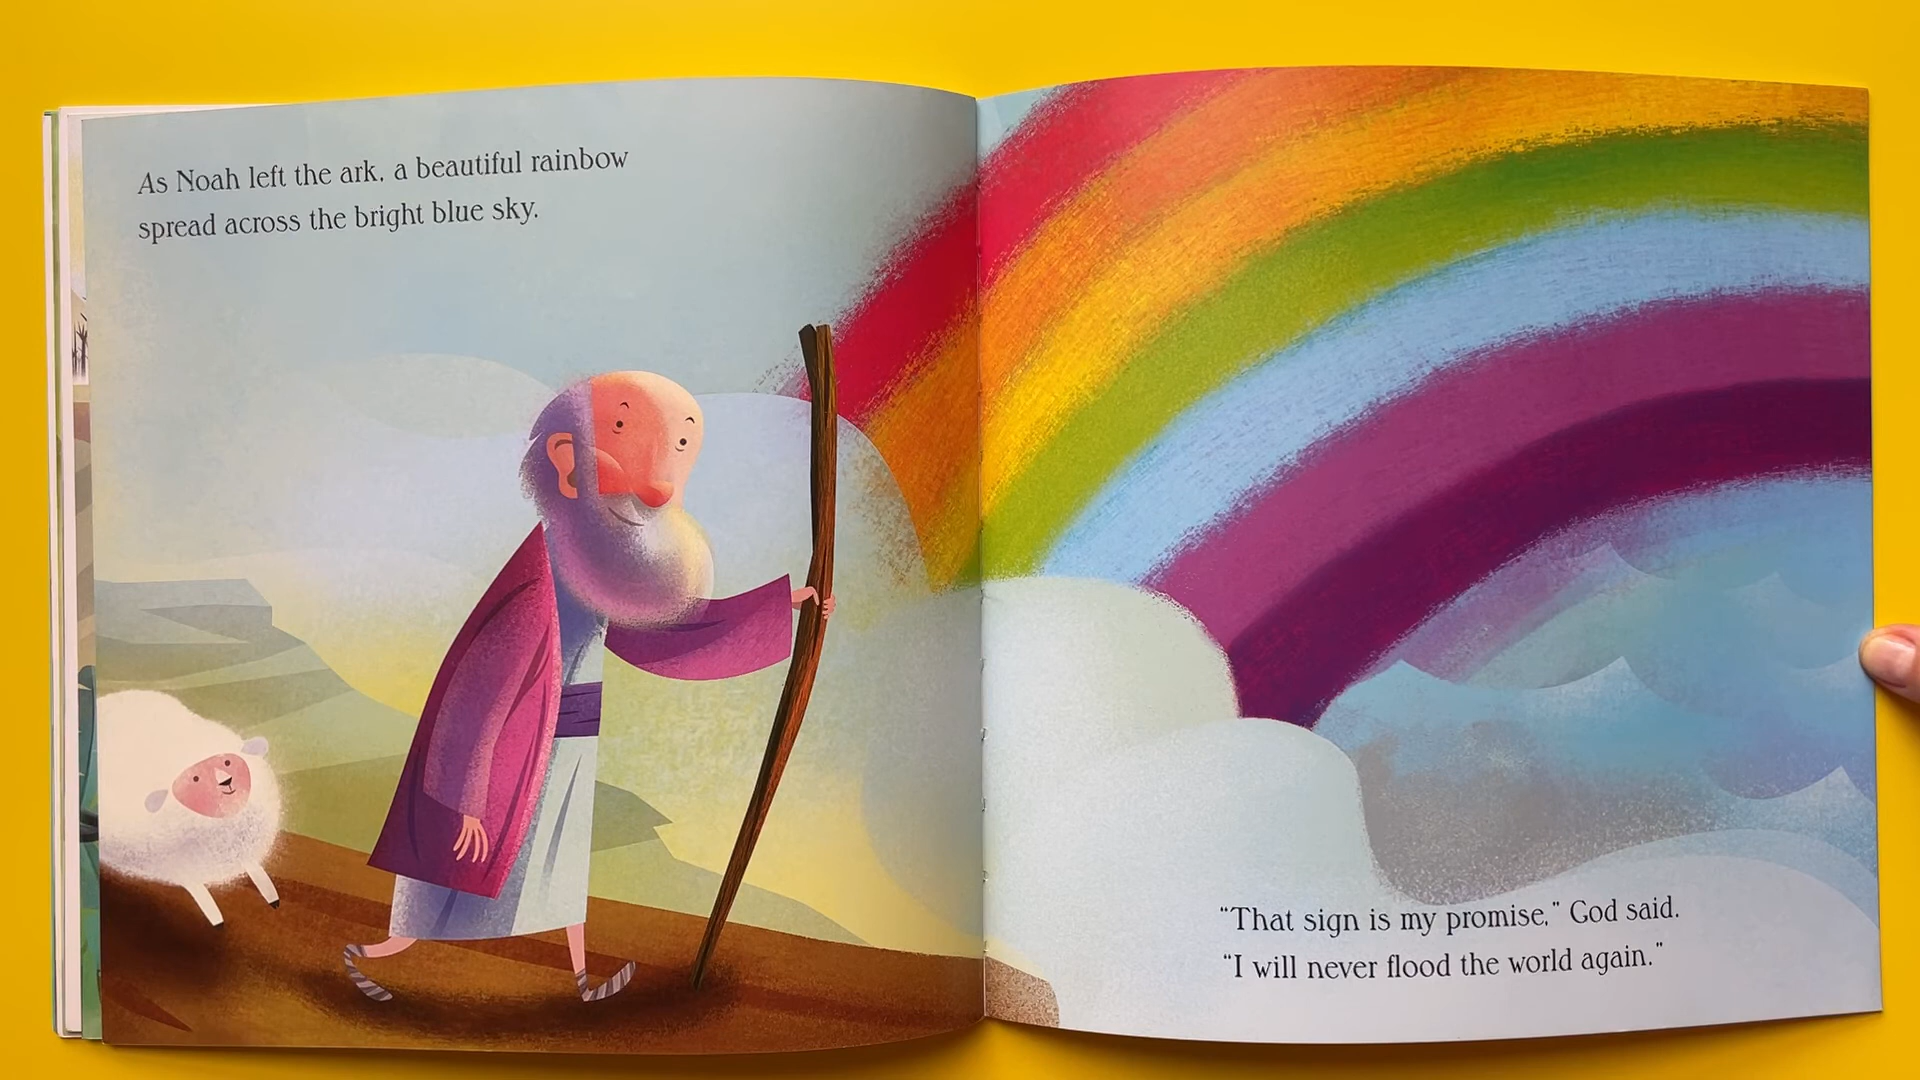 As Noah left the ark, a beautiful rainbow
spread across the bright blue sky.
“That sign is my promise,” God said.
“I will never flood the world again.”